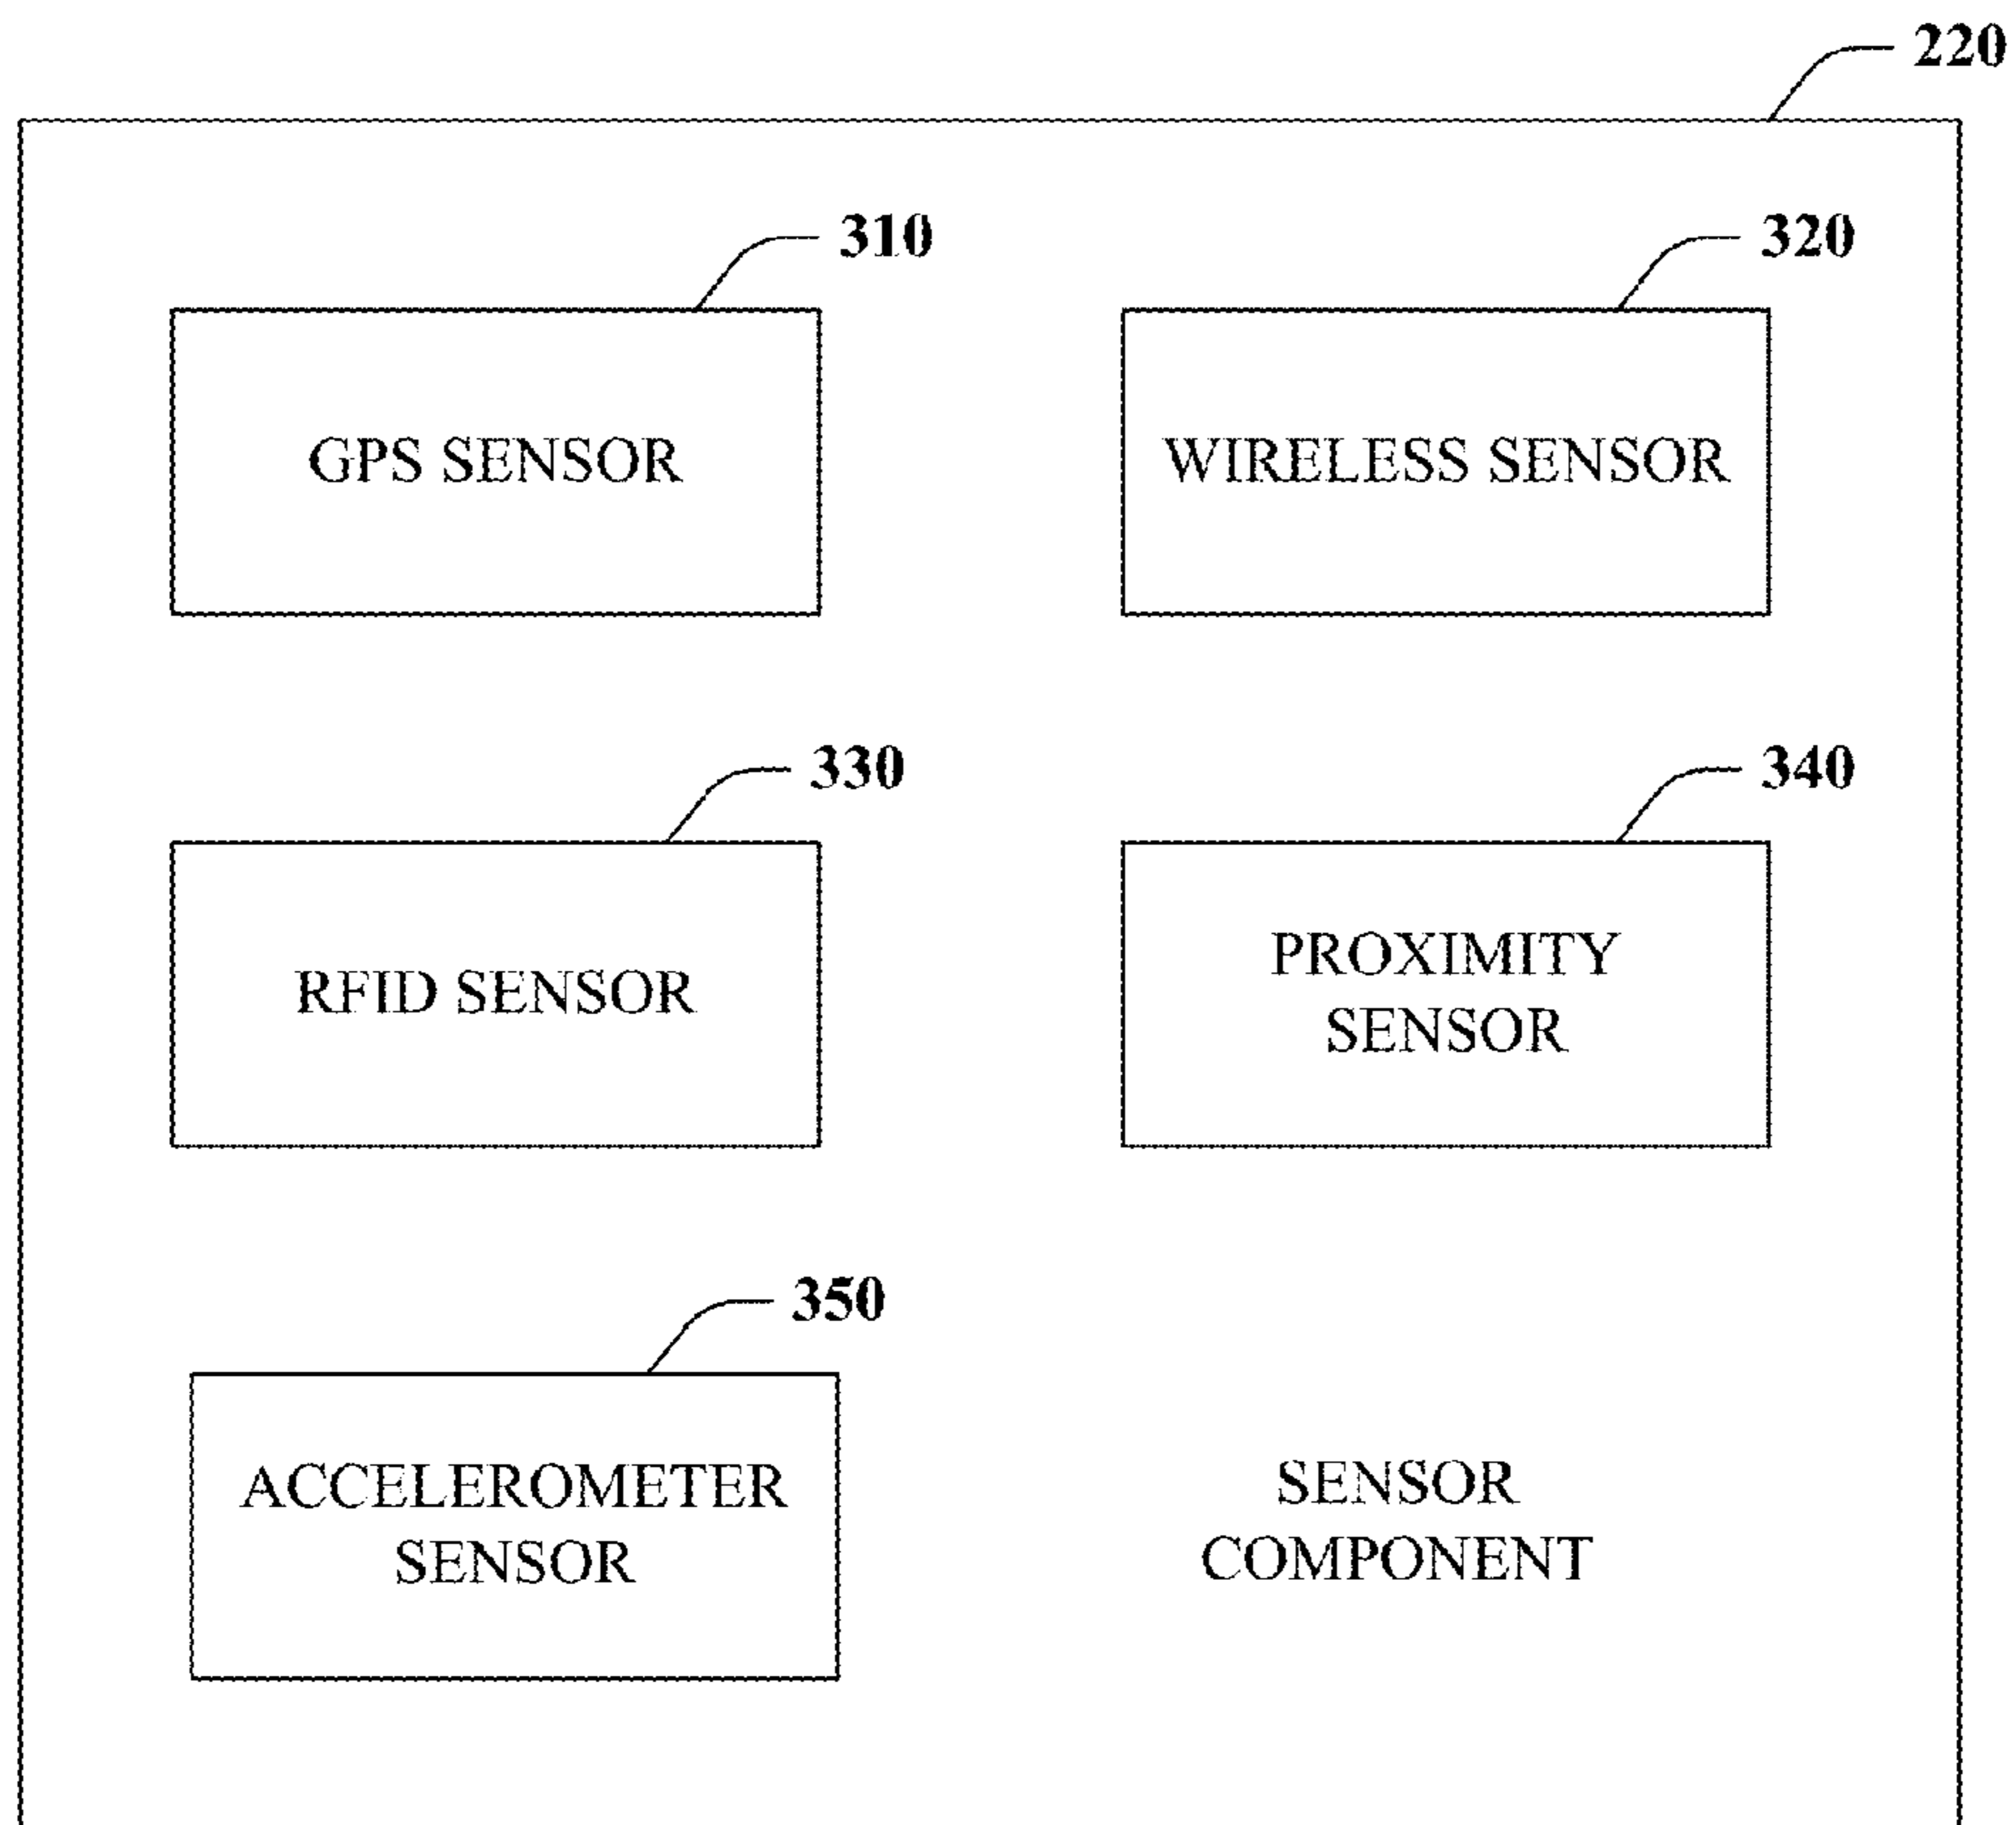 220
310
320
GPS SENSOR
WIRELESS SENSOR
330
340
RFID SENSOR
PROXIMITY
SENSOR
350
ACCELEROMETER
SENSOR
SENSOR
COMPONENT